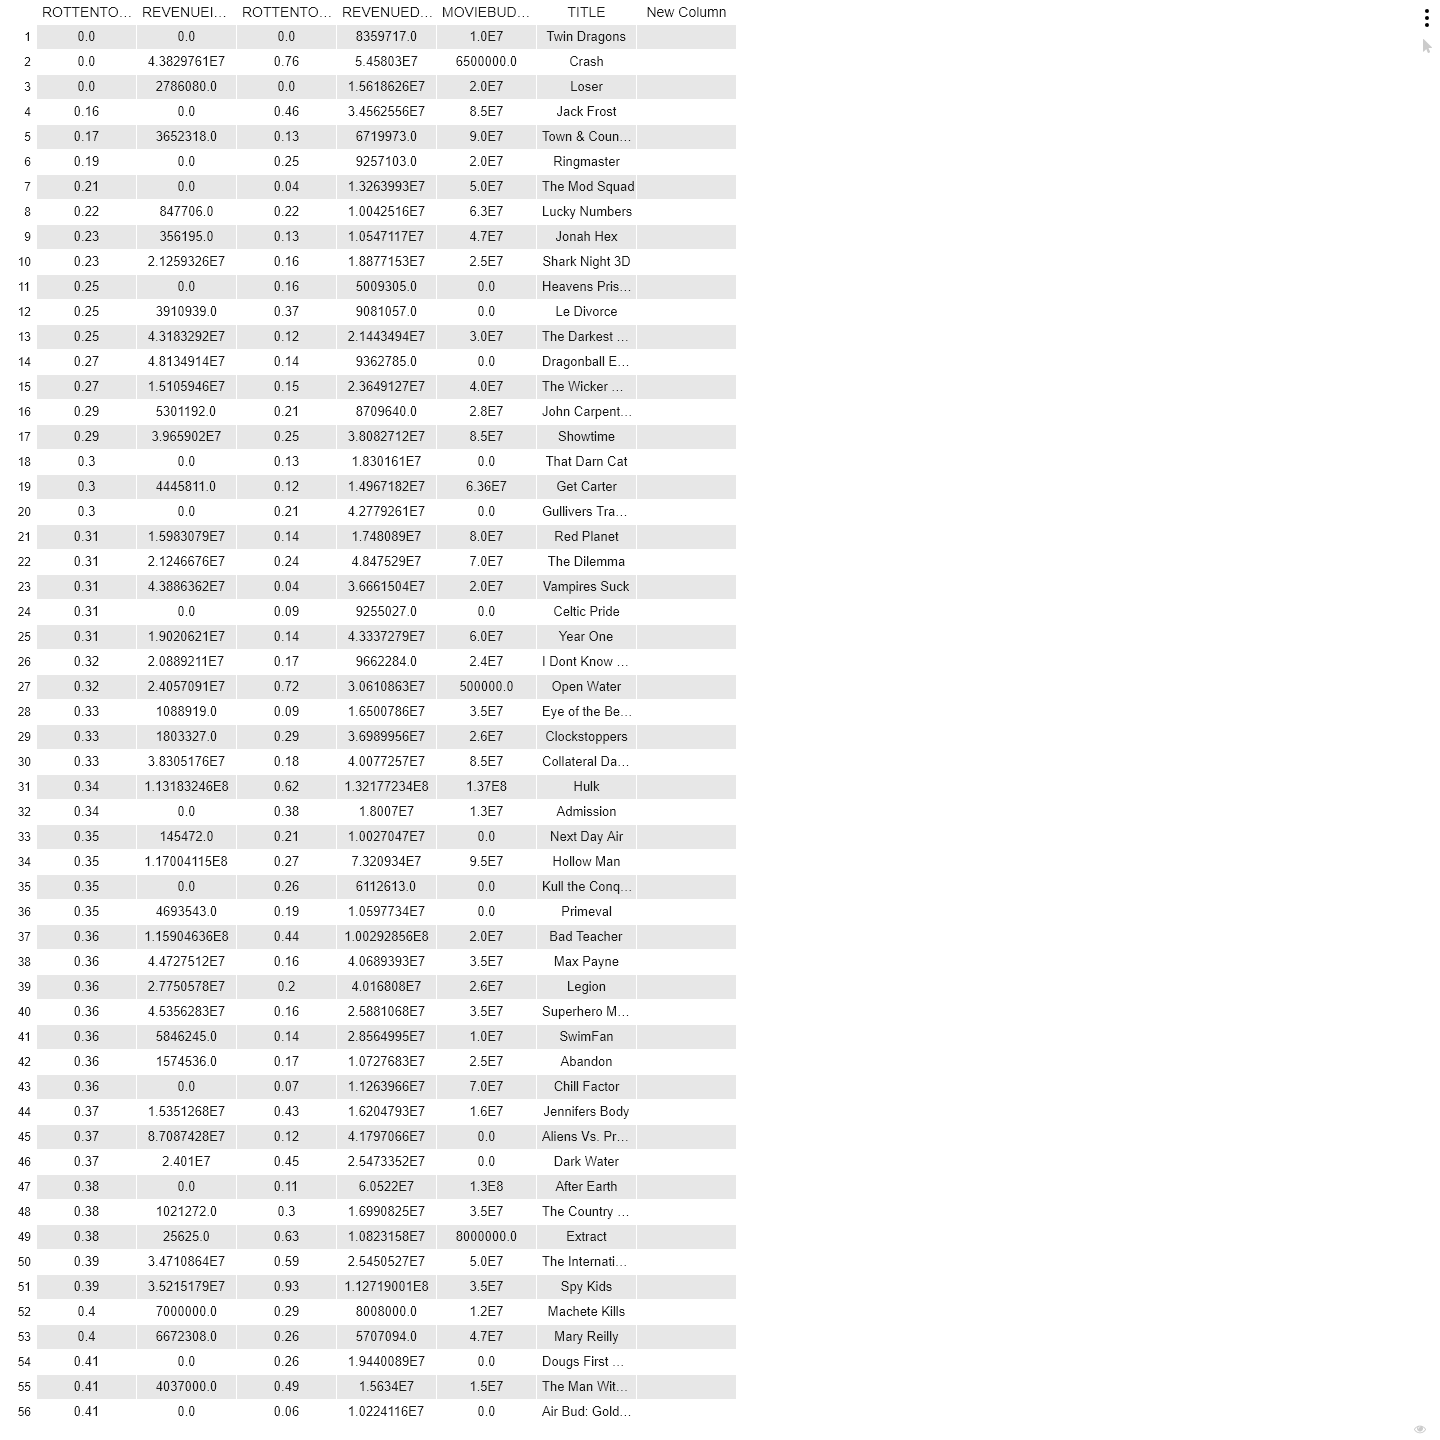 ROTTENTO... REVENUEI... ROTTENTO... REVENUED... MOVIEBUD... TITLE New Column
1 0.0 0.0 0.0 8359717.0 1.0E7 Twin Dragons
2 0.0 4.3829761E7 0.76 5.45803E7 6500000.0 Crash
3 0.0 2786080.0 0.0 1.5618626E7 2.0E7 Loser
4 0.16 0.0 0.46 3.4562556E7 8.5E7 Jack Frost
5 0.17 3652318.0 0.13 6719973.0 9.0E7 Town & Coun...
6 0.19 0.0 0.25 9257103.0 2.0E7 Ringmaster
7 0.21 0.0 0.04 1.3263993E7 5.0E7 The Mod Squad
8 0.22 847706.0 0.22 1.0042516E7 6.3E7 Lucky Numbers
9 0.23 356195.0 0.13 1.0547117E7 4.7E7 Jonah Hex
10 0.23 2.1259326E7 0.16 1.8877153E7 2.5E7 Shark Night 3D
11 0.25 0.0 0.16 5009305.0 0.0 Heavens Pris...
12 0.25 3910939.0 0.37 9081057.0 0.0 Le Divorce
13 0.25 4.3183292E7 0.12 2.1443494E7 3.0E7 The Darkest ...
14 0.27 4.8134914E7 0.14 9362785.0 0.0 Dragonball E...
15 0.27 1.5105946E7 0.15 2.3649127E7 4.0E7 The Wicker ...
16 0.29 5301192.0 0.21 8709640.0 2.8E7 John Carpent...
17 0.29 3.965902E7 0.25 3.8082712E7 8.5E7 Showtime
18 0.3 0.0 0.13 1.830161E7 0.0 That Darn Cat
19 0.3 4445811.0 0.12 1.4967182E7 6.36E7 Get Carter
20 0.3 0.0 0.21 4.2779261E7 0.0 Gullivers Tra...
21 0.31 1.5983079E7 0.14 1.748089E7 8.0E7 Red Planet
22 0.31 2.1246676E7 0.24 4.847529E7 7.0E7 The Dilemma
23 0.31 4.3886362E7 0.04 3.6661504E7 2.0E7 Vampires Suck
24 0.31 0.0 0.09 9255027.0 0.0 Celtic Pride
25 0.31 1.9020621E7 0.14 4.3337279E7 6.0E7 Year One
26 0.32 2.0889211E7 0.17 9662284.0 2.4E7 I Dont Know ...
27 0.32 2.4057091E7 0.72 3.0610863E7 500000.0 Open Water
28 0.33 1088919.0 0.09 1.6500786E7 3.5E7 Eye of the Be...
29 0.33 1803327.0 0.29 3.6989956E7 2.6E7 Clockstoppers
30 0.33 3.8305176E7 0.18 4.0077257E7 8.5E7 Collateral Da...
31 0.34 1.13183246E8 0.62 1.32177234E8 1.37E8 Hulk
32 0.34 0.0 0.38 1.8007E7 1.3E7 Admission
33 0.35 145472.0 0.21 1.0027047E7 0.0 Next Day Air
34 0.35 1.17004115E8 0.27 7.320934E7 9.5E7 Hollow Man
35 0.35 0.0 0.26 6112613.0 0.0 Kull the Conq...
36 0.35 4693543.0 0.19 1.0597734E7 0.0 Primeval
37 0.36 1.15904636E8 0.44 1.00292856E8 2.0E7 Bad Teacher
38 0.36 4.4727512E7 0.16 4.0689393E7 3.5E7 Max Payne
39 0.36 2.7750578E7 0.2 4.016808E7 2.6E7 Legion
40 0.36 4.5356283E7 0.16 2.5881068E7 3.5E7 Superhero M...
41 0.36 5846245.0 0.14 2.8564995E7 1.0E7 SwimFan
42 0.36 1574536.0 0.17 1.0727683E7 2.5E7 Abandon
43 0.36 0.0 0.07 1.1263966E7 7.0E7 Chill Factor
44 0.37 1.5351268E7 0.43 1.6204793E7 1.6E7 Jennifers Body
45 0.37 8.7087428E7 0.12 4.1797066E7 0.0 Aliens Vs. Pr...
46 0.37 2.401E7 0.45 2.5473352E7 0.0 Dark Water
47 0.38 0.0 0.11 6.0522E7 1.3E8 After Earth
48 0.38 1021272.0 0.3 1.6990825E7 3.5E7 The Country ...
49 0.38 25625.0 0.63 1.0823158E7 8000000.0 Extract
50 0.39 3.4710864E7 0.59 2.5450527E7 5.0E7 The Internati...
51 0.39 3.5215179E7 0.93 1.12719001E8 3.5E7 Spy Kids
52 0.4 7000000.0 0.29 8008000.0 1.2E7 Machete Kills
53 0.4 6672308.0 0.26 5707094.0 4.7E7 Mary Reilly
54 0.41 0.0 0.26 1.9440089E7 0.0 Dougs First ...
55 0.41 4037000.0 0.49 1.5634E7 1.5E7 The Man Wit...
56 0.41 0.0 0.06 1.0224116E7 0.0 Air Bud: Gold...